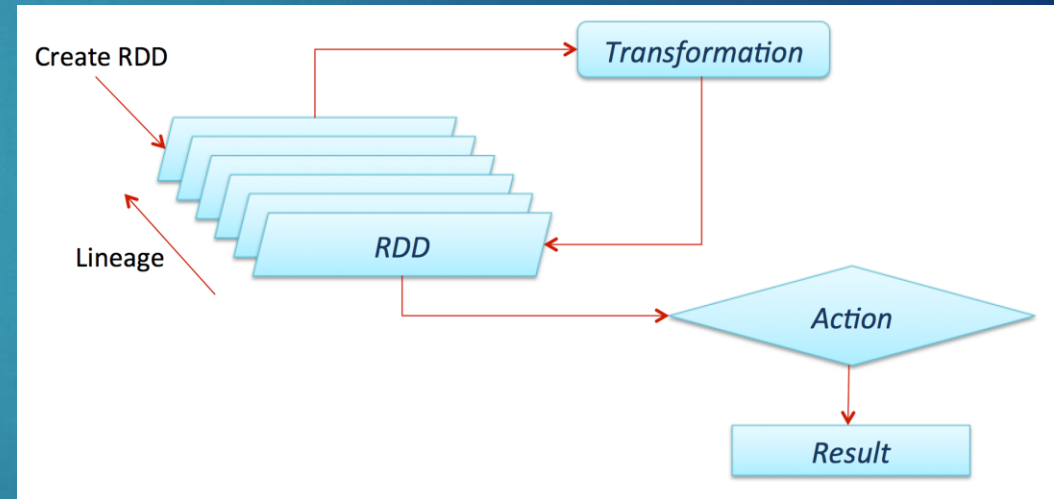 Create RDD
Transformation
RDD
Lineage
Action
Result